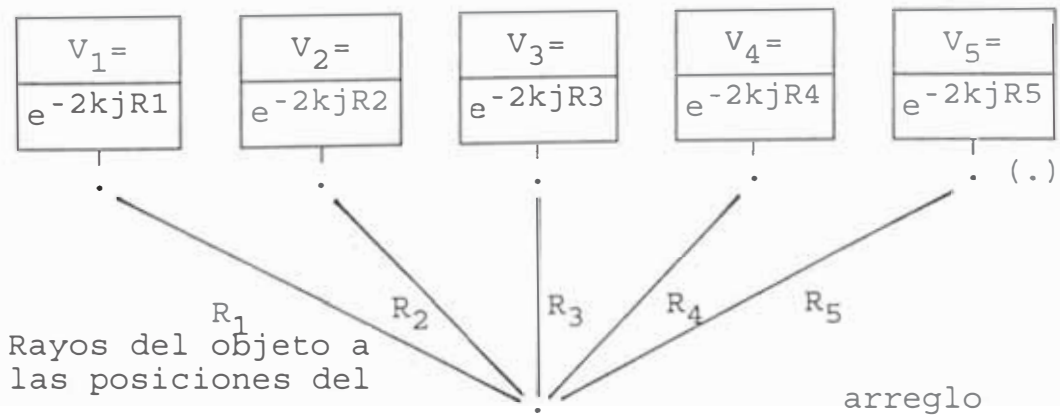 V1= V2= V3= V4= V5=
e-2kjR1 e-2kjR2 e-2kjR3 e-2kjR4 e-2kjR5
. . . . . (.)
R1 R2 R3 R4 R5
Rayos del objeto a
las posiciones del
arreglo